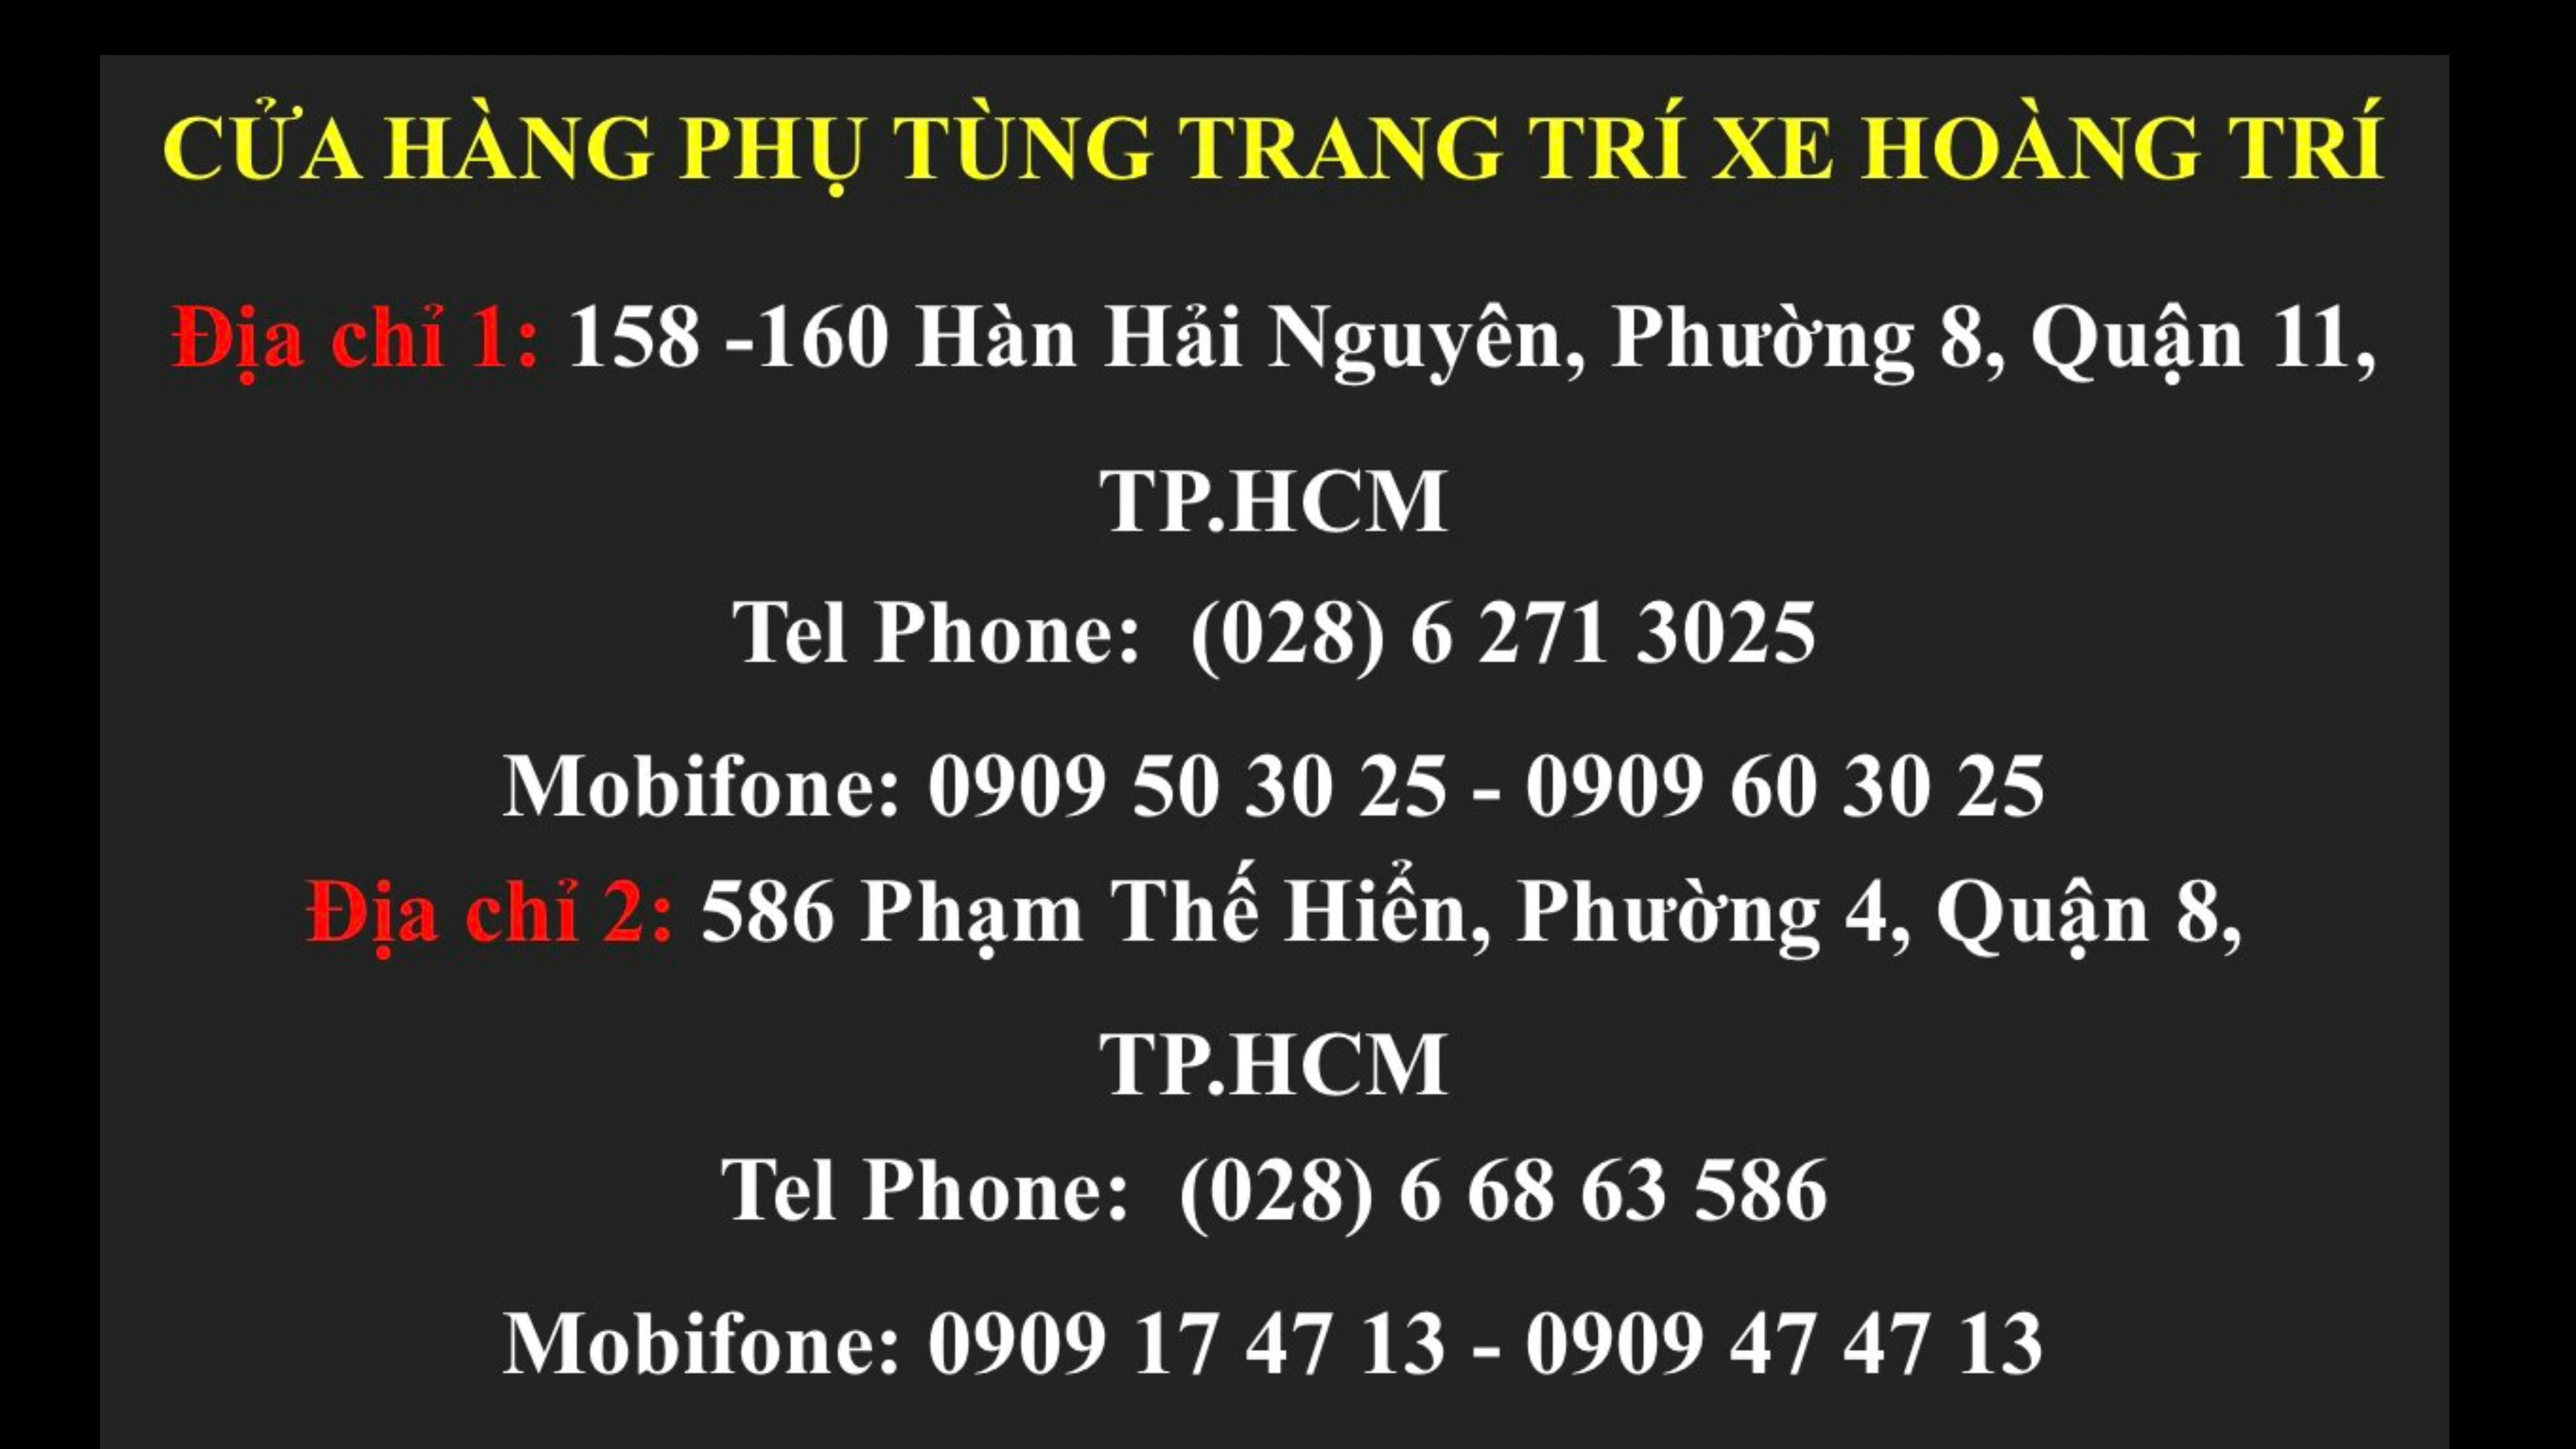 CỬA HÀNG PHỤ TÙNG TRANG TRÍ XE HOÀNG TRÍ
Địa chỉ 1: 158 -160 Hàn Hải Nguyên, Phường 8, Quận 11,
TP.HCM
Tel Phone:  (028) 6 271 3025
Mobifone: 0909 50 30 25 - 0909 60 30 25
Địa chỉ 2: 586 Phạm Thế Hiển, Phường 4, Quận 8,
TP.HCM
Tel Phone:  (028) 6 68 63 586
Mobifone: 0909 17 47 13 - 0909 47 47 13